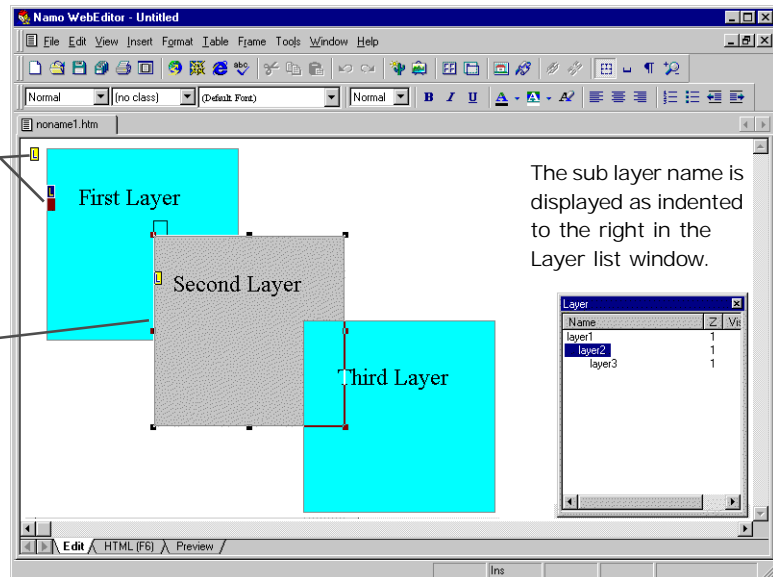 Namo WebEditor - Untitled
File Edit View Insert Format Table Frame Tools Window Help
Normal (no class) (Default Font) Normal B I U A A A
noname1.htm
L
L
First Layer
L
Second Layer
Third Layer
The sub layer name is
displayed as indented
to the right in the
Layer list window.
Layer
Name Z Vis
layer1 1
layer2 1
layer3 1
Edit HTML (F6) Preview
Ins